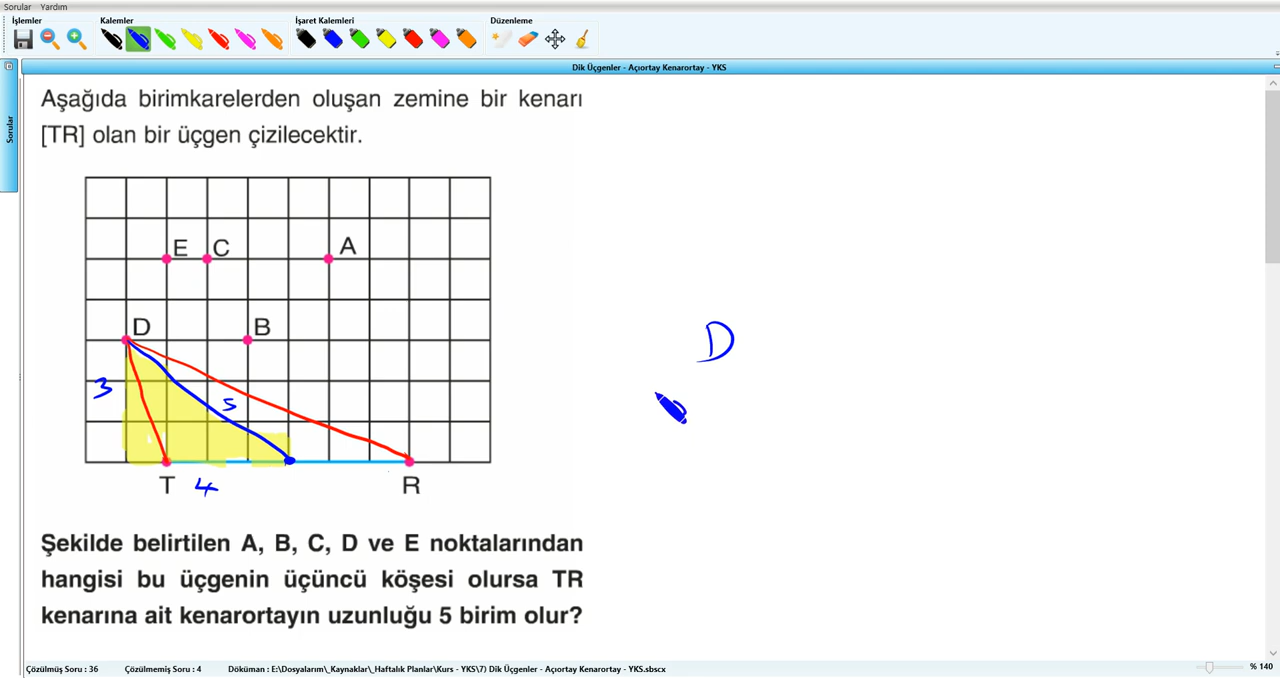 Sorular Yardım
İşlemler Kalemler İşaret Kalemleri Düzenleme
Dik Üçgenler - Açıortay Kenarortay - YKS
Sorular
Aşağıda birimkarelerden oluşan zemine bir kenarı
[TR] olan bir üçgen çizilecektir.
E C A
D B
D
3
5
T 4 R
Şekilde belirtilen A, B, C, D ve E noktalarından
hangisi bu üçgenin üçüncü köşesi olursa TR
kenarına ait kenarortayın uzunluğu 5 birim olur?
Çözülmüş Soru : 36 Çözülmemiş Soru : 4 Döküman : E:\Dosyalarım\_Kaynaklar\_Haftalık Planlar\Kurs - YKS\7) Dik Üçgenler - Açıortay Kenarortay - YKS.sbscx % 140